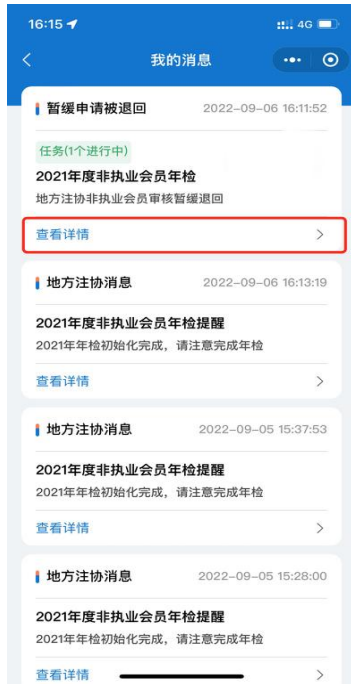 16:15
4G
我的消息
暂缓申请被退回 2022-09-06 16:11:52
任务(1个进行中)
2021年度非执业会员年检
地方注协非执业会员审核暂缓退回
查看详情
地方注协消息 2022-09-06 16:13:19
2021年度非执业会员年检提醒
2021年年检初始化完成，请注意完成年检
查看详情
地方注协消息 2022-09-05 15:37:53
2021年度非执业会员年检提醒
2021年年检初始化完成，请注意完成年检
查看详情
地方注协消息 2022-09-05 15:28:00
2021年度非执业会员年检提醒
2021年年检初始化完成，请注意完成年检
查看详情